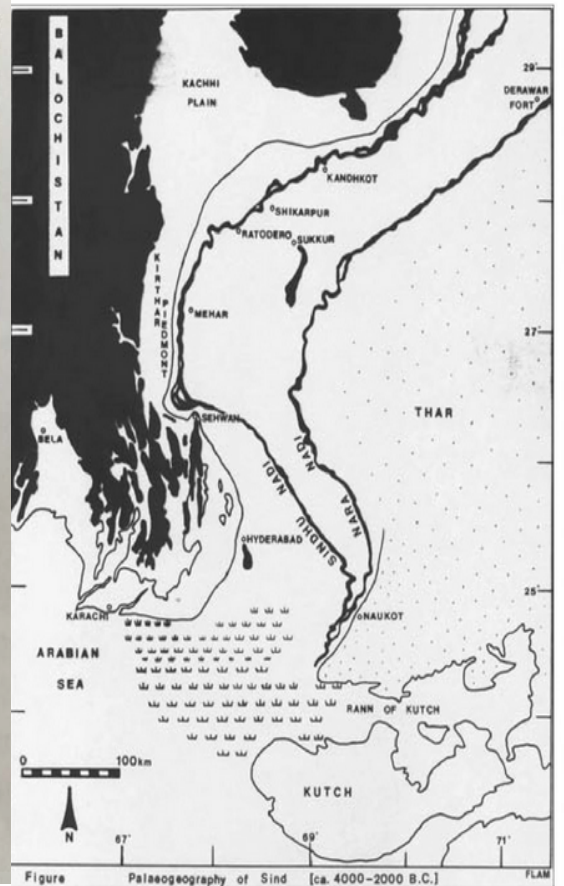 BALOCHISTAN
KACHHI
PLAIN
29°
DERAWAR
FORT
KANDHKOT
SHIKARPUR
RATODERO
SUKKUR
KIRTHAR
PIEDMONT
MEHAR
27°
THAR
SEHWAN
BELA
NADI
SINDHU
NADI
NARA
HYDERABAD
25°
NAUKOT
KARACHI
ARABIAN
SEA
RANN OF KUTCH
0 100km
KUTCH
N
67° 69° 71°
Figure Palaeogeography of Sind [ca. 4000-2000 B.C.] FLAM